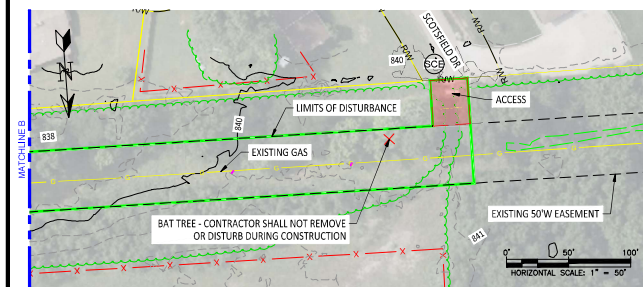 SCOTSFIELD DR
R/W
R/W
840
SCE
R/W
R/W
R/W
N
ACCESS
LIMITS OF DISTURBANCE
838
840
MATCHLINE B
EXISTING GAS
G
G
G
G
BAT TREE - CONTRACTOR SHALL NOT REMOVE
OR DISTURB DURING CONSTRUCTION
EXISTING 50'W EASEMENT
841
0' 50' 100'
HORIZONTAL SCALE: 1" = 50'